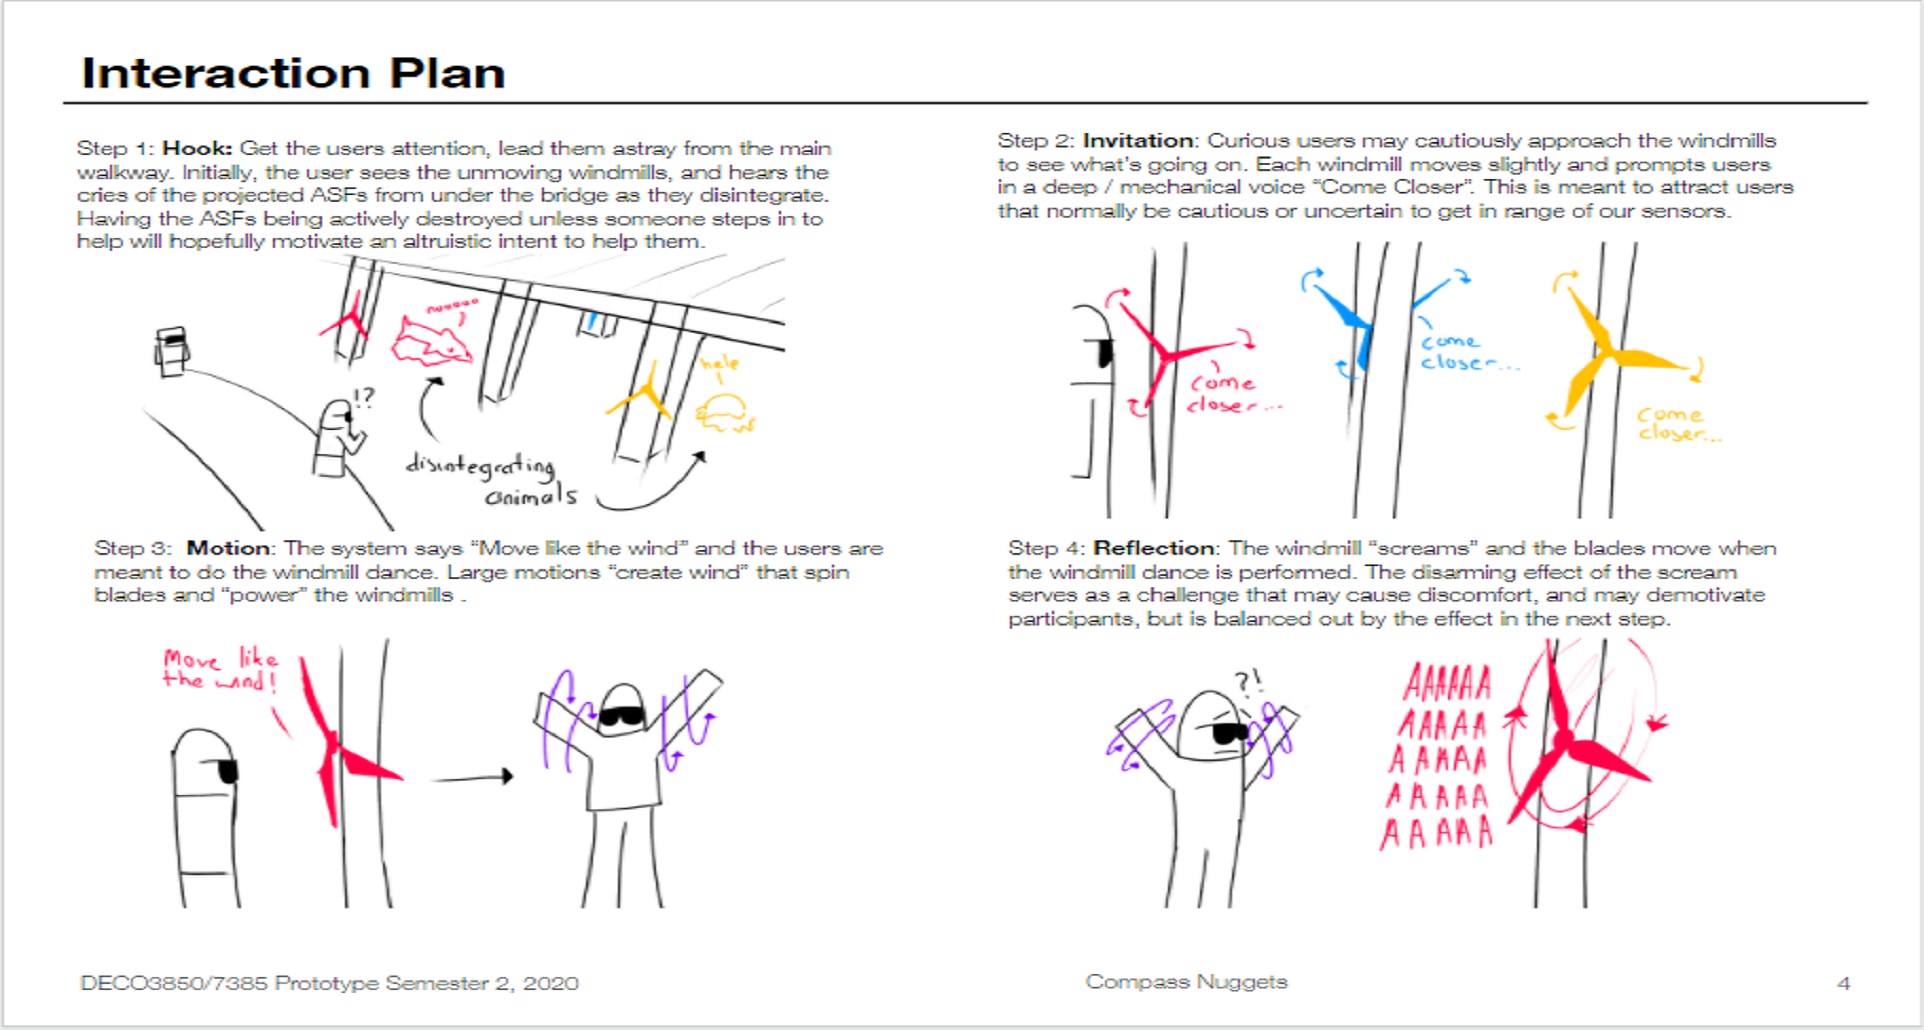 Interaction Plan
Step 1: Hook: Get the users attention, lead them astray from the main
walkway. Initially, the user sees the unmoving windmills, and hears the
cries of the projected ASFs from under the bridge as they disintegrate.
Having the ASFs being actively destroyed unless someone steps in to
help will hopefully motivate an altruistic intent to help them.
!?
nooooo
help
disintegrating
animals
Step 2: Invitation: Curious users may cautiously approach the windmills
to see what's going on. Each windmill moves slightly and prompts users
in a deep / mechanical voice "Come Closer". This is meant to attract users
that normally be cautious or uncertain to get in range of our sensors.
come
closer...
come
closer...
come
closer...
Step 3: Motion: The system says "Move like the wind" and the users are
meant to do the windmill dance. Large motions "create wind" that spin
blades and "power" the windmills .
Move like
the wind!
Step 4: Reflection: The windmill "screams" and the blades move when
the windmill dance is performed. The disarming effect of the scream
serves as a challenge that may cause discomfort, and may demotivate
participants, but is balanced out by the effect in the next step.
?!
AAAAAA
AAAAA
AAAAA
AAAAA
AAAAA
DECO3850/7385 Prototype Semester 2, 2020
Compass Nuggets
4